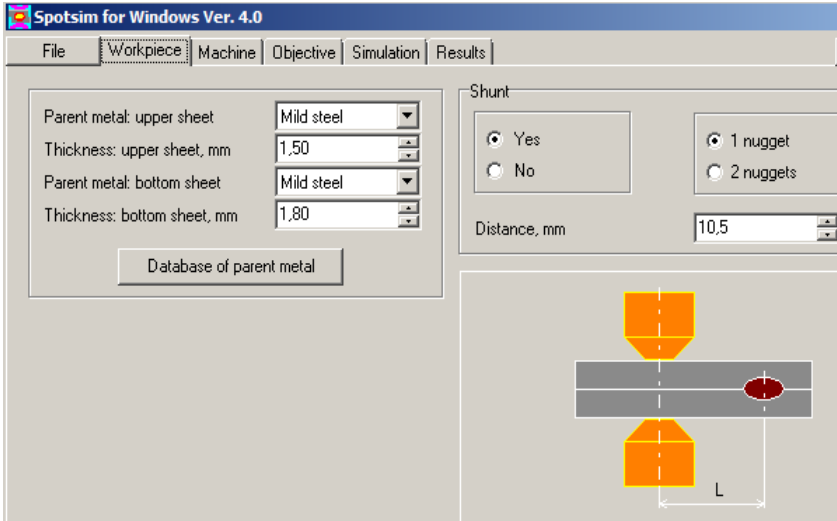 Spotsim for Windows Ver. 4.0
File Workpiece Machine Objective Simulation Results
Parent metal: upper sheet Mild steel
Thickness: upper sheet, mm 1,50
Parent metal: bottom sheet Mild steel
Thickness: bottom sheet, mm 1,80
Database of parent metal
Shunt
Yes
No
1 nugget
2 nuggets
Distance, mm 10,5
L